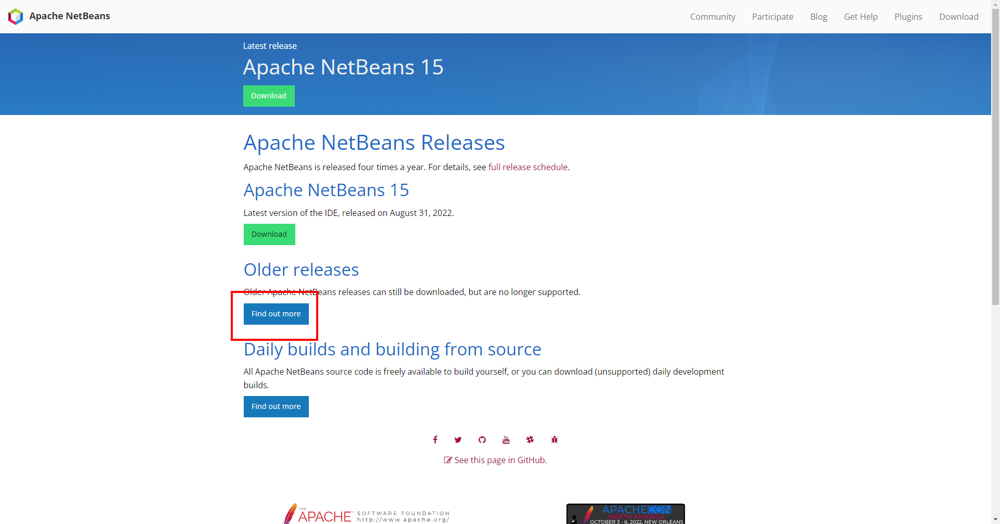 Apache NetBeans
Community Participate Blog Get Help Plugins Download
Latest release
Apache NetBeans 15
Download
Apache NetBeans Releases
Apache NetBeans is released four times a year. For details, see full release schedule.
Apache NetBeans 15
Latest version of the IDE, released on August 31, 2022.
Download
Older releases
Older Apache NetBeans releases can still be downloaded, but are no longer supported.
Find out more
Daily builds and building from source
All Apache NetBeans source code is freely available to build yourself, or you can download (unsupported) daily development
builds.
Find out more
You
Tube
See this page in GitHub.
THE
APACHE SOFTWARE FOUNDATION
http://www.apache.org/
APACHECON
NORTH AMERICA
OCTOBER 3 - 6, 2022, NEW ORLEANS